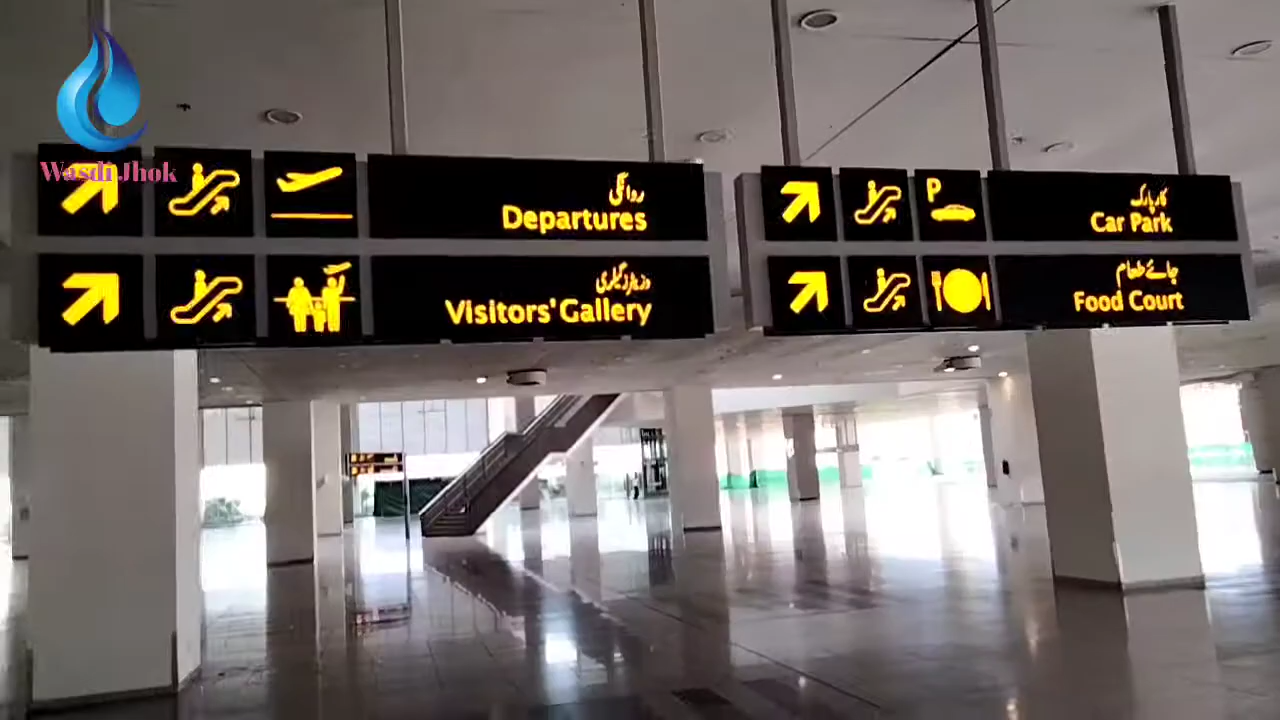 Wasdi Jhok
روانگی
Departures
وزیٹرز گیلری
Visitors' Gallery
کار پارک
P
Car Park
جائے طعام
Food Court